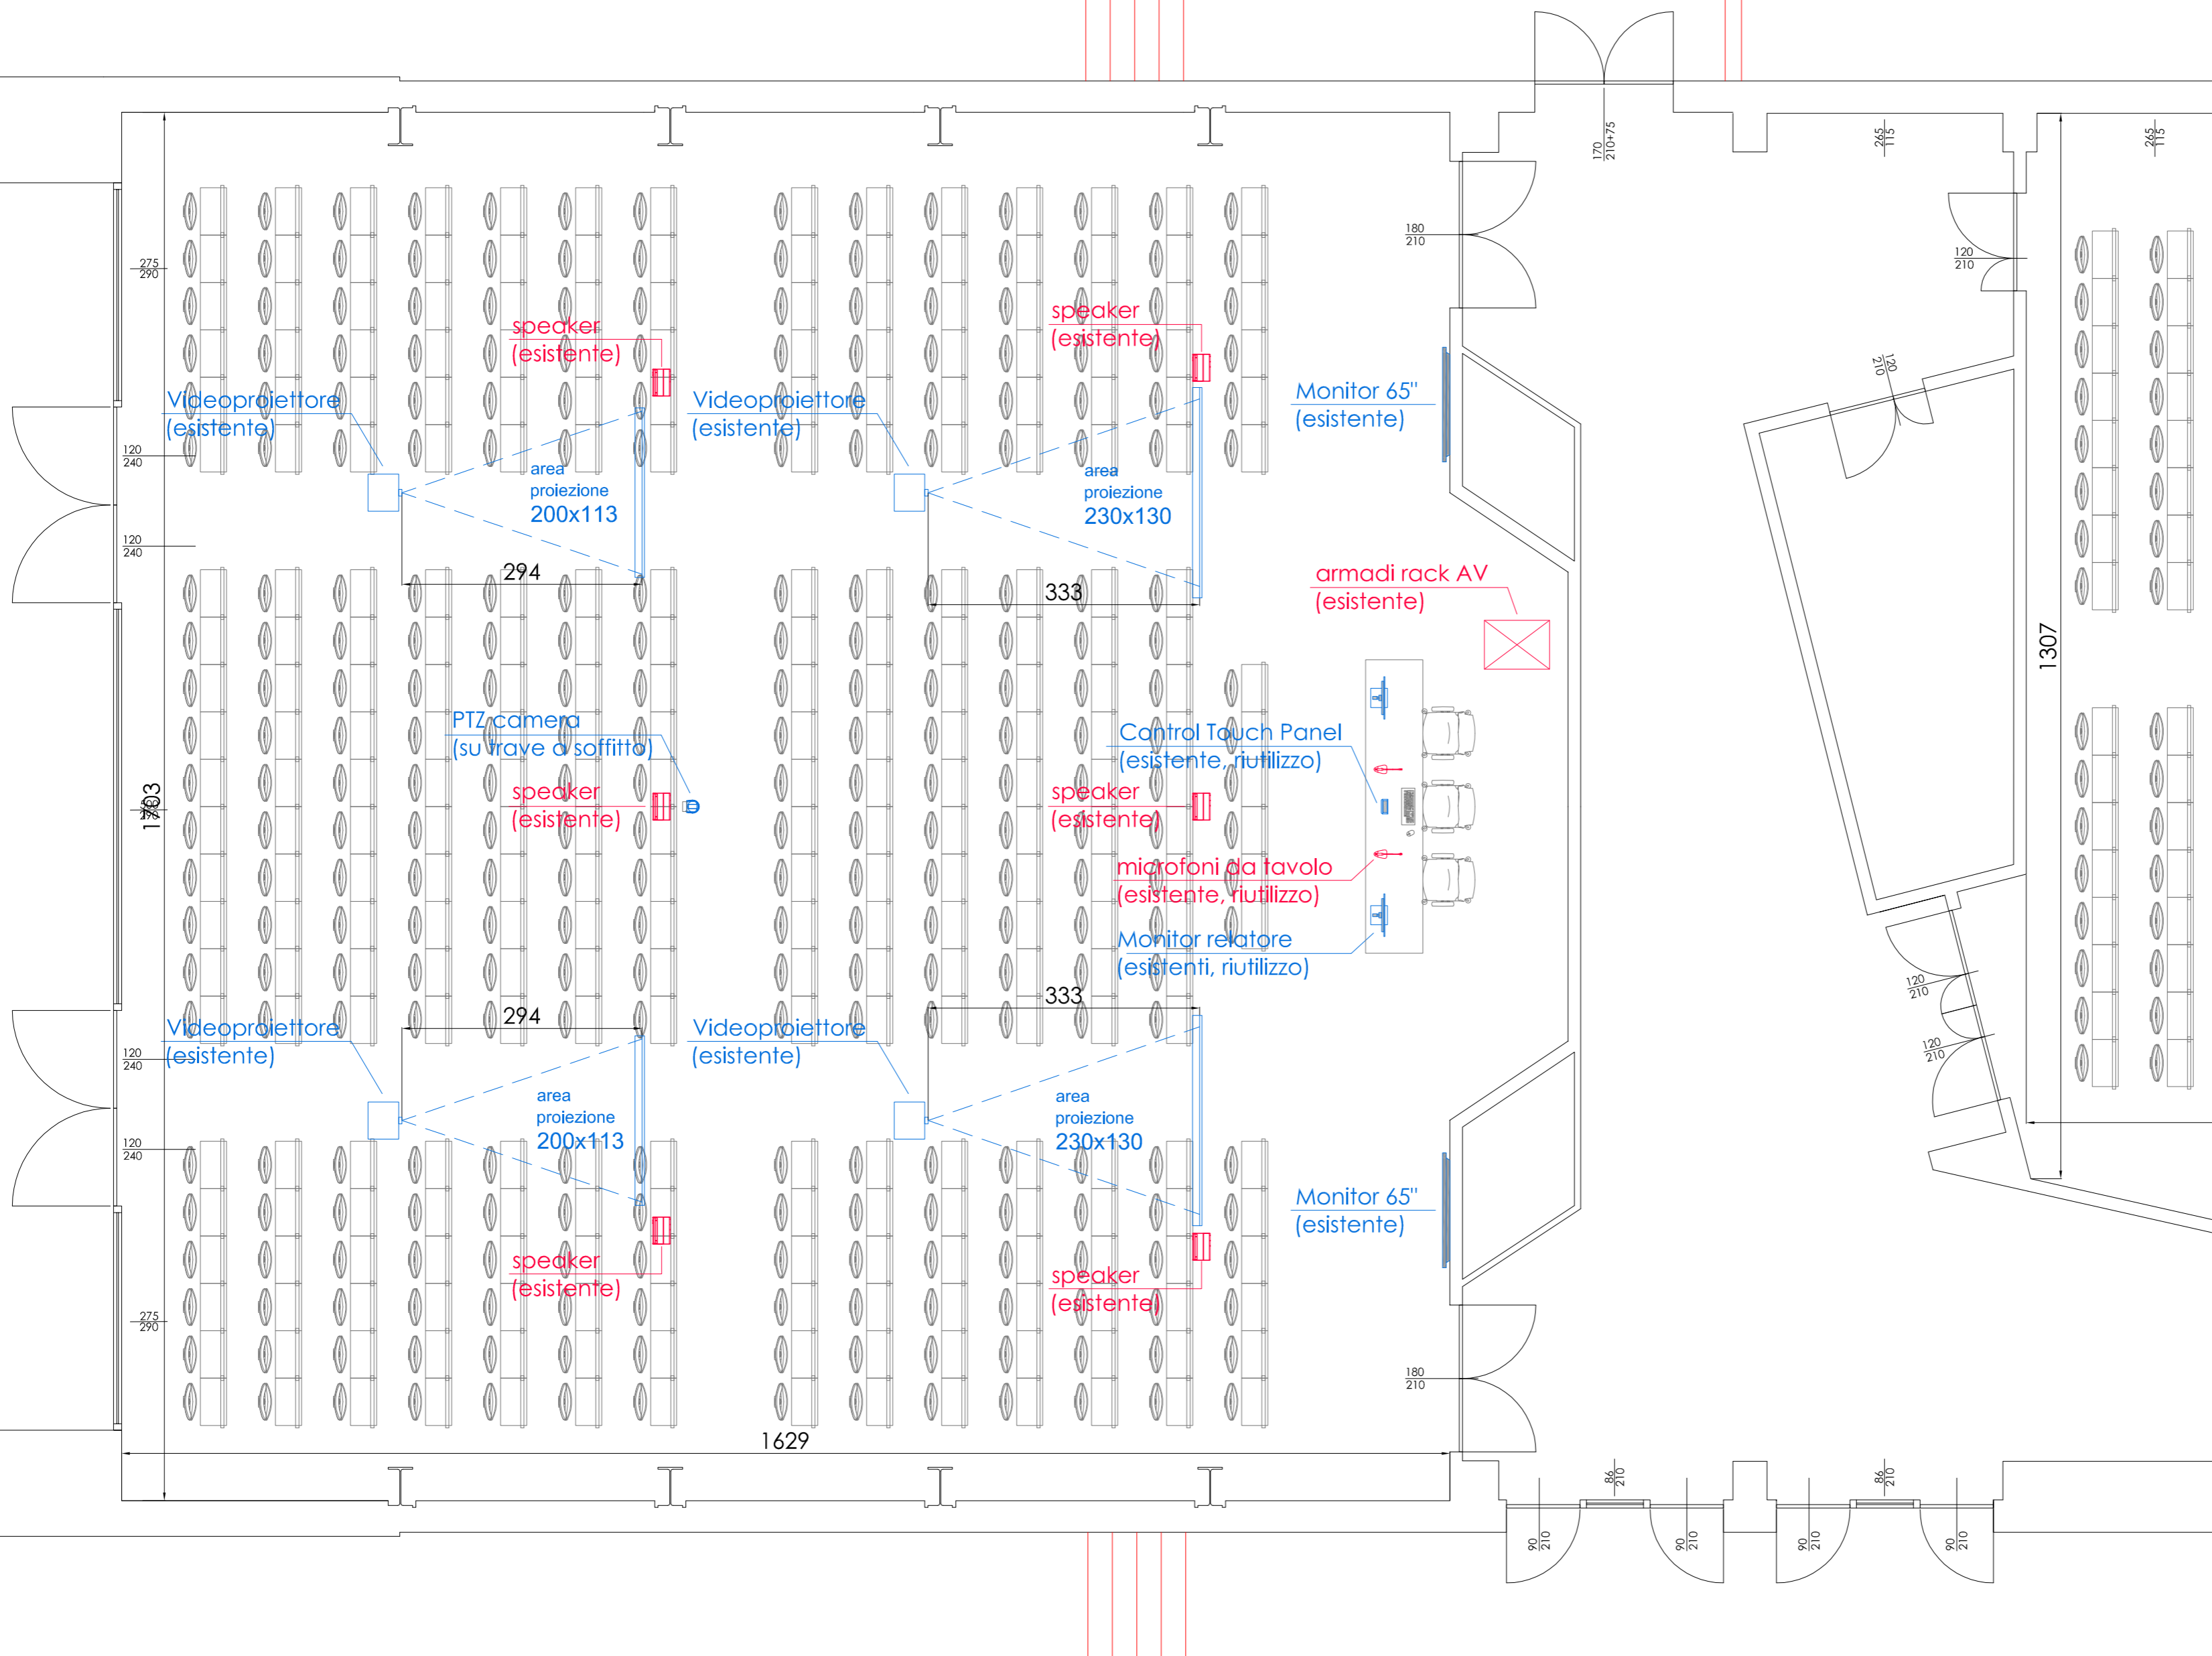 170
210+75
265
115
265
115
180
210
120
210
275
290
speaker
(esistente)
speaker
(esistente)
120
210
Videoproiettore
(esistente)
Videoproiettore
(esistente)
Monitor 65"
(esistente)
120
240
area
proiezione
200x113
area
proiezione
230x130
120
240
294
333
armadi rack AV
(esistente)
1307
PTZ camera
(su trave a soffitto)
Control Touch Panel
(esistente, riutilizzo)
1703
speaker
(esistente)
speaker
(esistente)
microfoni da tavolo
(esistente, riutilizzo)
Monitor relatore
(esistenti, riutilizzo)
120
210
294
333
Videoproiettore
(esistente)
Videoproiettore
(esistente)
120
210
120
240
area
proiezione
200x113
area
proiezione
230x130
120
240
Monitor 65"
(esistente)
speaker
(esistente)
speaker
(esistente)
275
290
180
210
1629
86
210
86
210
90
210
90
210
90
210
90
210